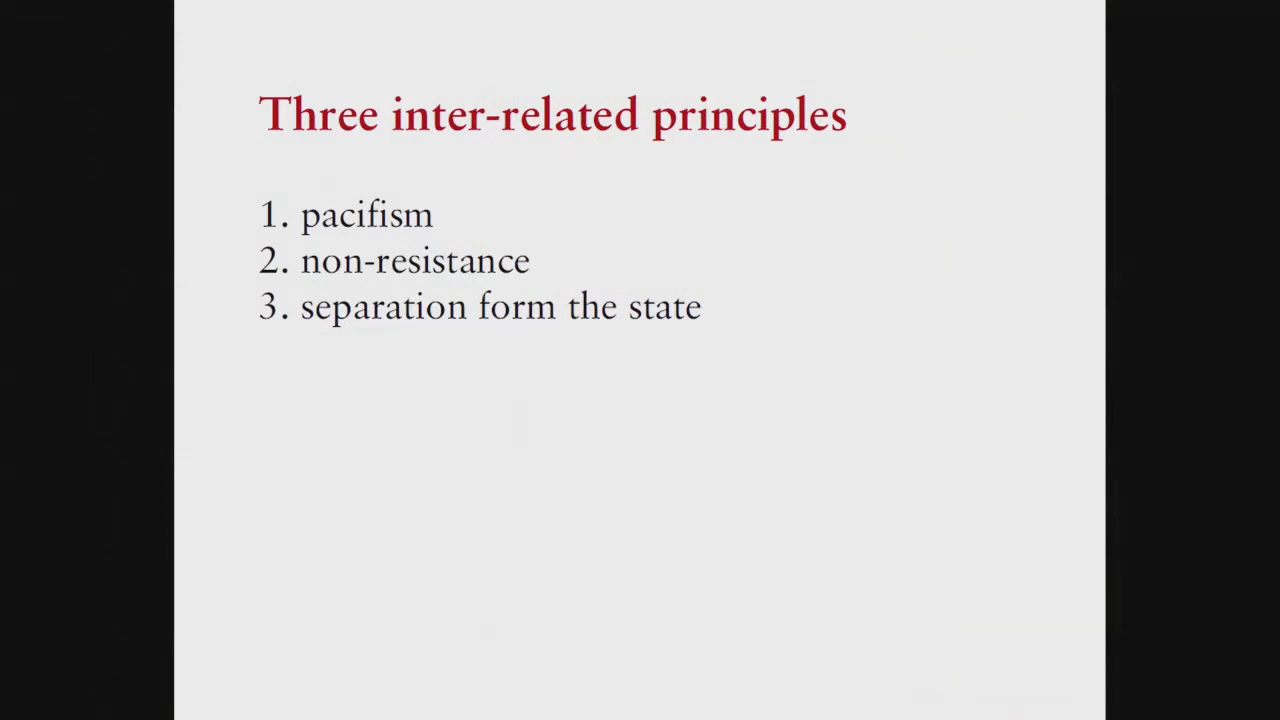 Three inter-related principles
1. pacifism
2. non-resistance
3. separation form the state